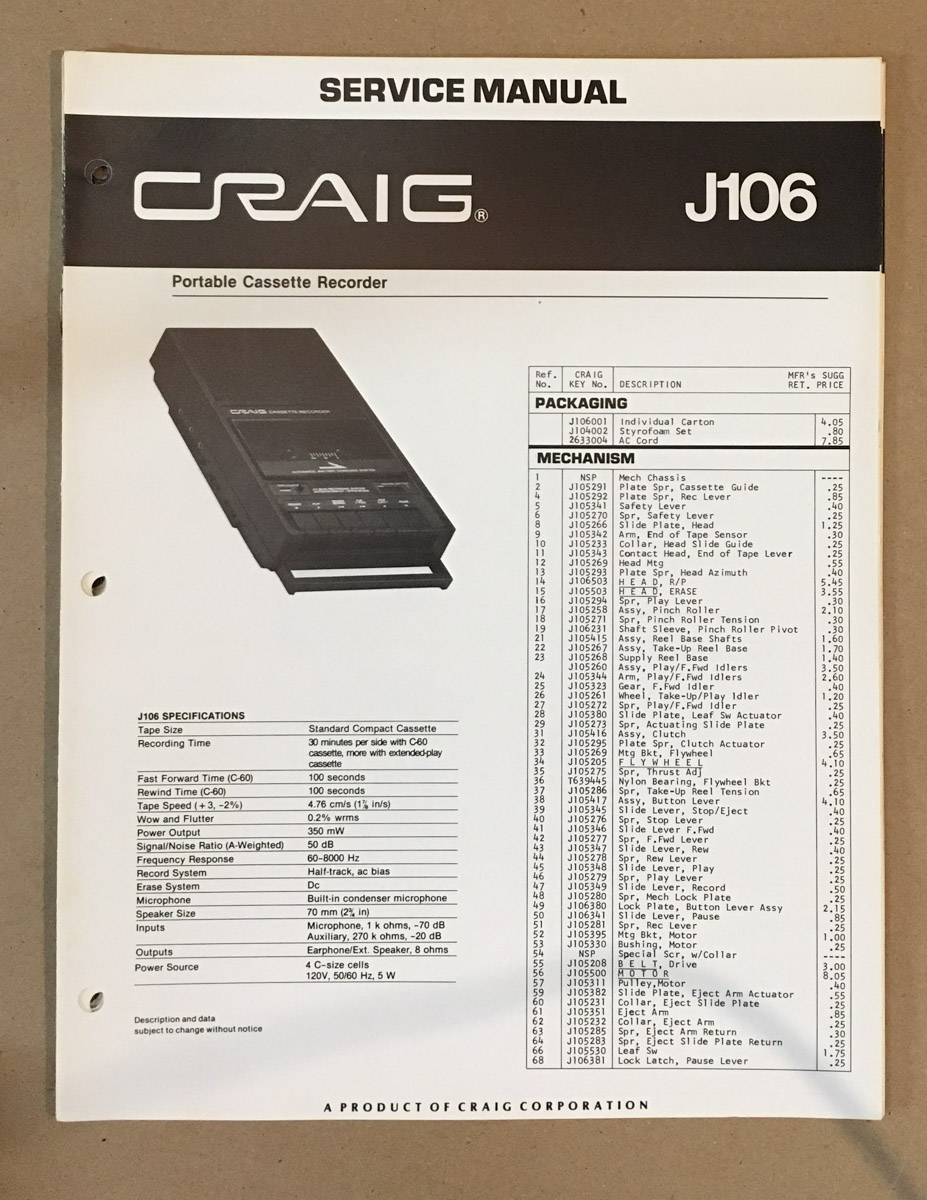 SERVICE MANUAL
CRAIG®
J106
Portable Cassette Recorder
CRAIG CASSETTE RECORDER
J106 SPECIFICATIONS
Tape Size Standard Compact Cassette
Recording Time 30 minutes per side with C-60
cassette, more with extended-play
cassette
Fast Forward Time (C-60) 100 seconds
Rewind Time (C-60) 100 seconds
Tape Speed (+ 3, -2%) 4.76 cm/s (1⅞ in/s)
Wow and Flutter 0.2% wrms
Power Output 350 mW
Signal/Noise Ratio (A-Weighted) 50 dB
Frequency Response 60-8000 Hz
Record System Half-track, ac bias
Erase System Dc
Microphone Built-in condenser microphone
Speaker Size 70 mm (2¾ in)
Inputs Microphone, 1 k ohms, -70 dB
Auxiliary, 270 k ohms, -20 dB
Outputs Earphone/Ext. Speaker, 8 ohms
Power Source 4 C-size cells
120V, 50/60 Hz, 5 W
Description and data
subject to change without notice
Ref. CRAIG MFR's SUGG
No. KEY No. DESCRIPTION RET. PRICE
PACKAGING
J106001 Individual Carton 4.05
J104002 Styrofoam Set .80
2633004 AC Cord 7.85
MECHANISM
1 NSP Mech Chassis ----
2 J105291 Plate Spr, Cassette Guide .25
4 J105292 Plate Spr, Rec Lever .85
5 J105341 Safety Lever .40
6 J105270 Spr, Safety Lever .25
8 J105266 Slide Plate, Head 1.25
9 J105342 Arm, End of Tape Sensor .30
10 J105233 Collar, Head Slide Guide .25
11 J105343 Contact Head, End of Tape Lever .25
12 J105269 Head Mtg .55
13 J105293 Plate Spr, Head Azimuth .40
14 J106503 H E A D, R/P 5.45
15 J105503 H E A D, ERASE 3.55
16 J105294 Spr, Play Lever .30
17 J105258 Assy, Pinch Roller 2.10
18 J105271 Spr, Pinch Roller Tension .30
19 J106231 Shaft Sleeve, Pinch Roller Pivot .30
21 J105415 Assy, Reel Base Shafts 1.60
22 J105267 Assy, Take-Up Reel Base 1.70
23 J105268 Supply Reel Base 1.40
J105260 Assy, Play/F.Fwd Idlers 3.50
24 J105344 Arm, Play/F.Fwd Idlers 2.60
25 J105323 Gear, F.Fwd Idler .40
26 J105261 Wheel, Take-Up/Play Idler 1.20
27 J105272 Spr, Play/F.Fwd Idler .25
28 J105380 Slide Plate, Leaf Sw Actuator .40
29 J105273 Spr, Actuating Slide Plate .25
31 J105416 Assy, Clutch 3.50
32 J105295 Plate Spr, Clutch Actuator .25
33 J105269 Mtg Bkt, Flywheel .65
34 J105205 F L Y W H E E L 4.10
35 J105275 Spr, Thrust Adj .25
36 T639445 Nylon Bearing, Flywheel Bkt .25
37 J105286 Spr, Take-Up Reel Tension .65
38 J105417 Assy, Button Lever 4.10
39 J105345 Slide Lever, Stop/Eject .40
40 J105276 Spr, Stop Lever .25
41 J105346 Slide Lever F.Fwd .40
42 J105277 Spr, F.Fwd Lever .25
43 J105347 Slide Lever, Rew .40
44 J105278 Spr, Rew Lever .25
45 J105348 Slide Lever, Play .25
46 J105279 Spr, Play Lever .25
47 J105349 Slide Lever, Record .50
48 J105280 Spr, Mech Lock Plate .25
49 J106380 Lock Plate, Button Lever Assy 2.15
50 J106341 Slide Lever, Pause .85
51 J105281 Spr, Rec Lever .25
52 J105395 Mtg Bkt, Motor 1.00
53 J105330 Bushing, Motor .25
54 NSP Special Scr, w/Collar ----
55 J105208 B E L T, Drive 3.00
56 J105500 M O T O R 8.05
57 J105311 Pulley,Motor .40
59 J105382 Slide Plate, Eject Arm Actuator .55
60 J105231 Collar, Eject Slide Plate .25
61 J105351 Eject Arm .85
62 J105232 Collar, Eject Arm .25
63 J105285 Spr, Eject Arm Return .30
64 J105283 Spr, Eject Slide Plate Return .25
66 J105530 Leaf Sw 1.75
68 J106381 Lock Latch, Pause Lever .25
A PRODUCT OF CRAIG CORPORATION